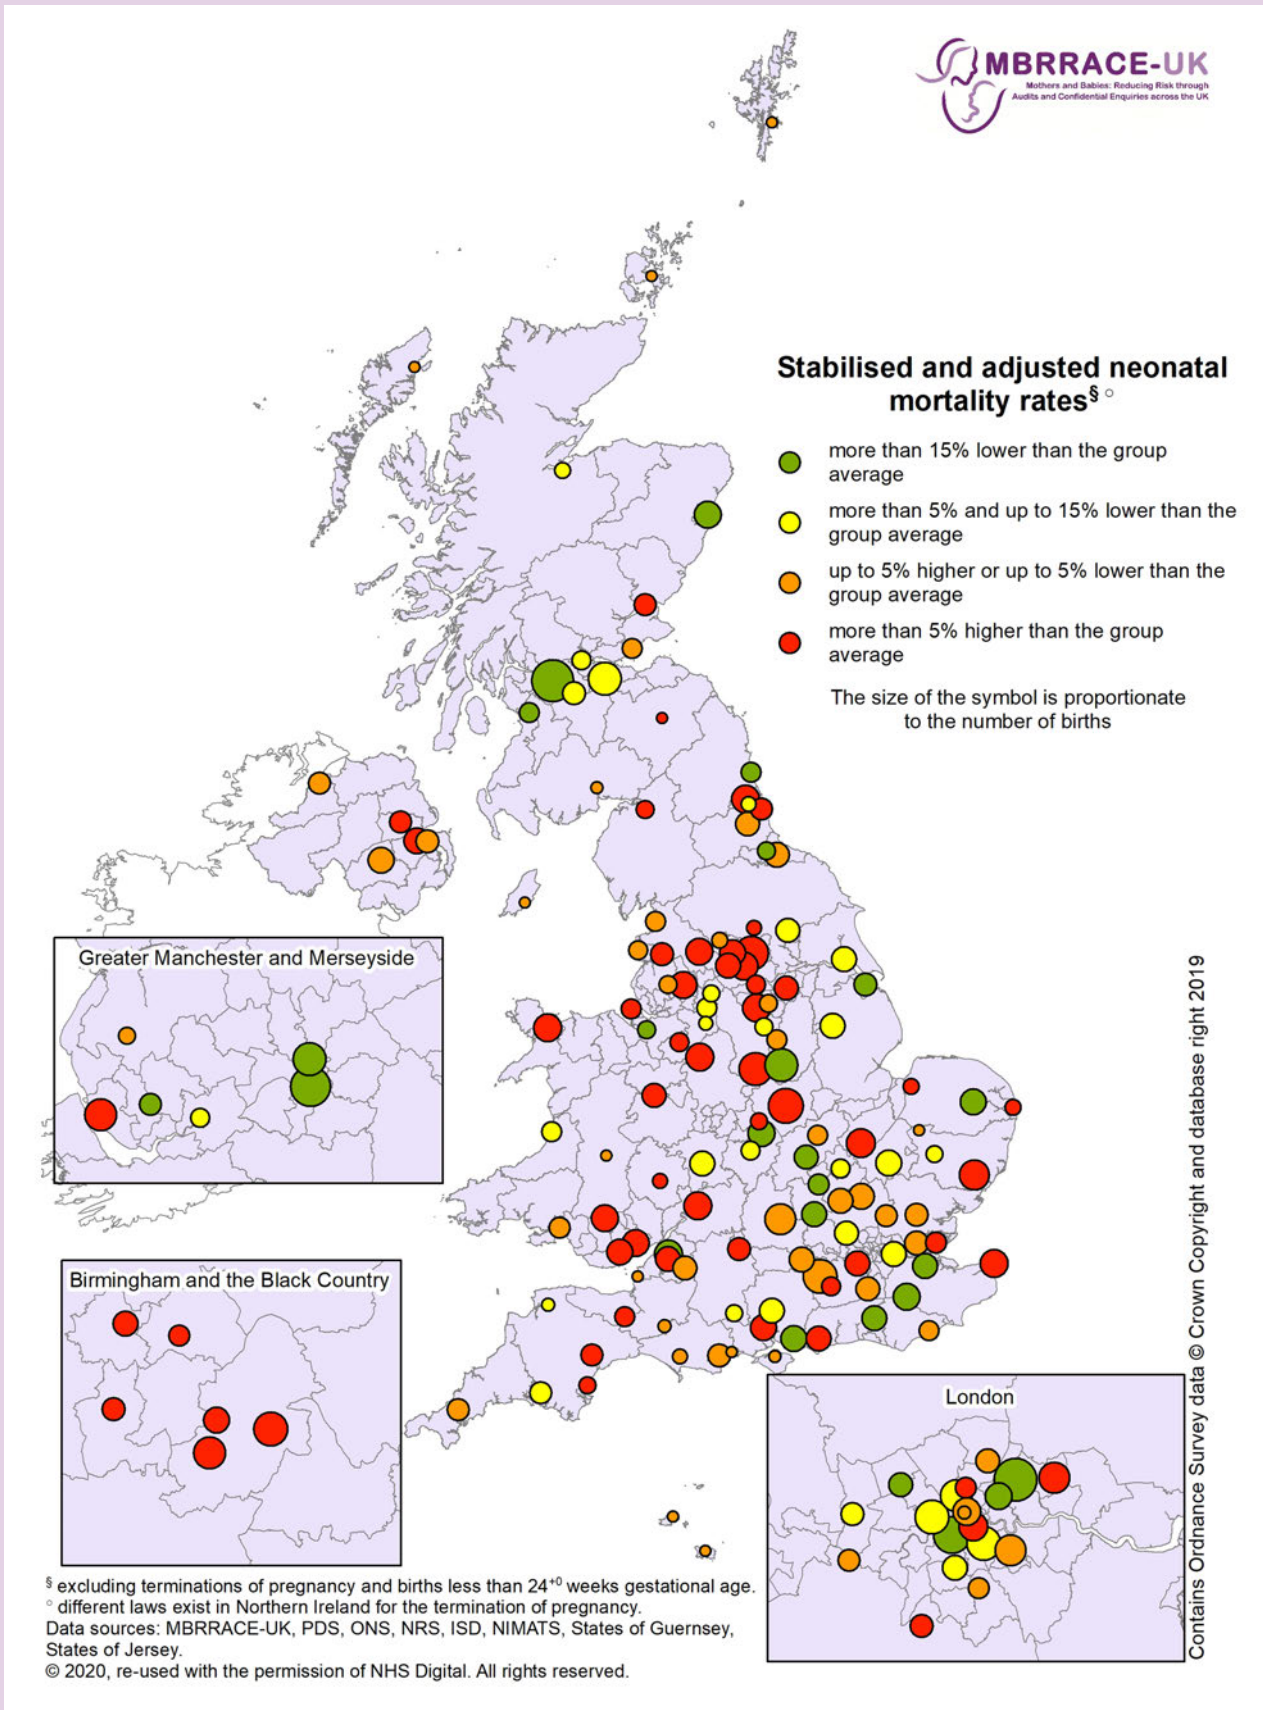 MBRRACE-UK
Mothers and Babies: Reducing Risk through
Audits and Confidential Enquiries across the UK
Stabilised and adjusted neonatal
mortality rates§ °
more than 15% lower than the group
average
more than 5% and up to 15% lower than the
group average
up to 5% higher or up to 5% lower than the
group average
more than 5% higher than the group
average
The size of the symbol is proportionate
to the number of births
Greater Manchester and Merseyside
Birmingham and the Black Country
London
Contains Ordnance Survey data © Crown Copyright and database right 2019
§ excluding terminations of pregnancy and births less than 24+0 weeks gestational age.
° different laws exist in Northern Ireland for the termination of pregnancy.
Data sources: MBRRACE-UK, PDS, ONS, NRS, ISD, NIMATS, States of Guernsey,
States of Jersey.
© 2020, re-used with the permission of NHS Digital. All rights reserved.